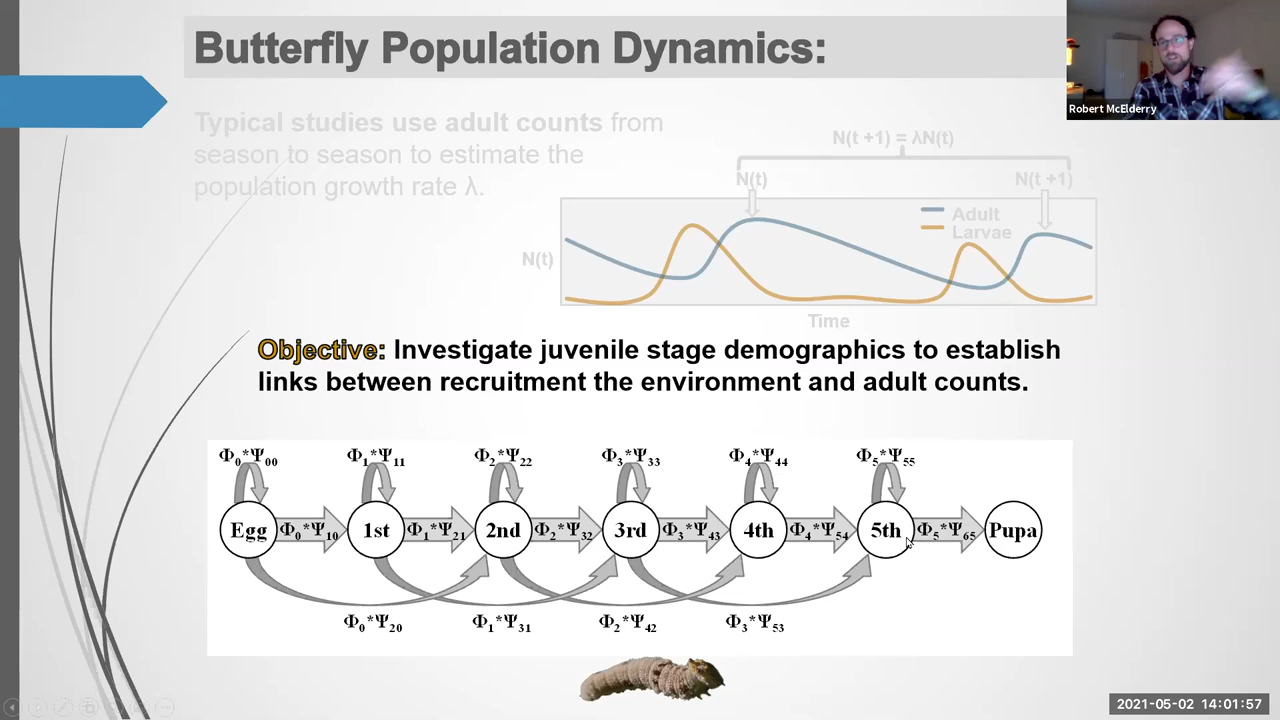 Butterfly Population Dynamics:
Robert McElderry
Typical studies use adult counts from
season to season to estimate the
population growth rate λ.
N(t +1) = λN(t)
N(t)
N(t +1)
Adult
Larvae
N(t)
Time
Objective: Investigate juvenile stage demographics to establish
links between recruitment the environment and adult counts.
Φ0*Ψ00 Φ1*Ψ11 Φ2*Ψ22 Φ3*Ψ33 Φ4*Ψ44 Φ5*Ψ55
Egg Φ0*Ψ10 1st Φ1*Ψ21 2nd Φ2*Ψ32 3rd Φ3*Ψ43 4th Φ4*Ψ54 5th Φ5*Ψ65 Pupa
Φ0*Ψ20 Φ1*Ψ31 Φ2*Ψ42 Φ3*Ψ53
2021-05-02 14:01:57